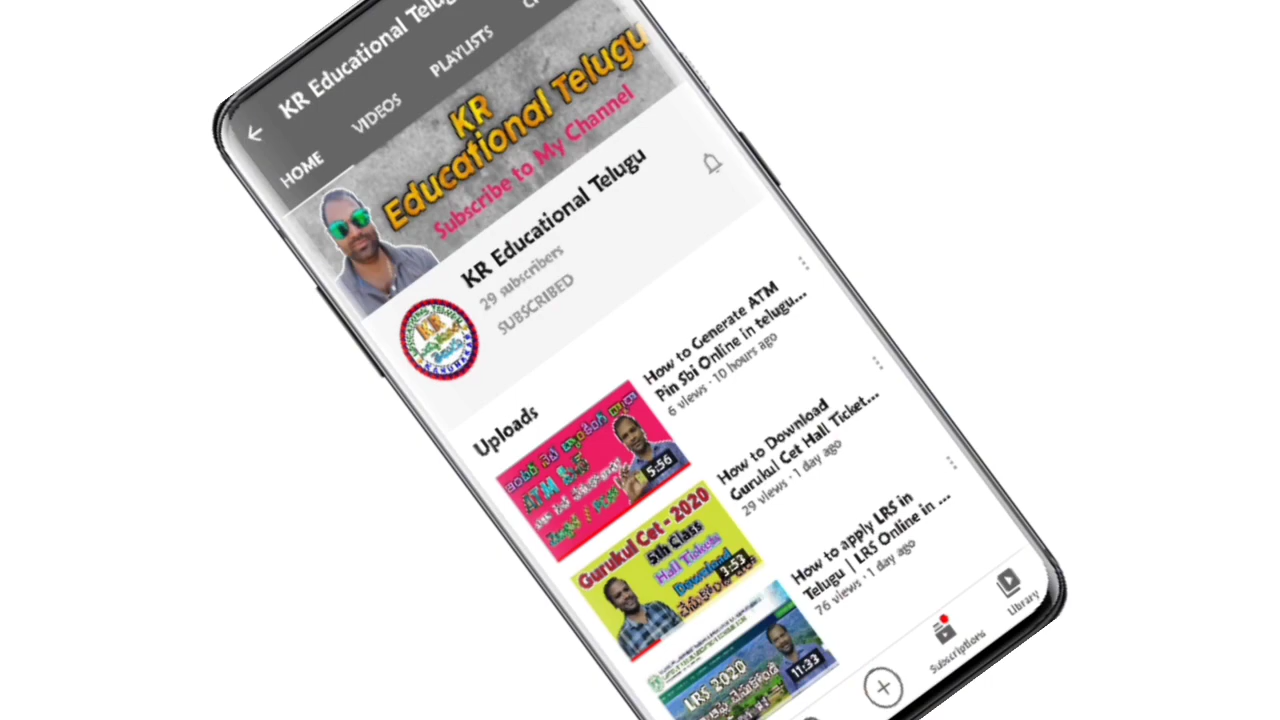 KR Educational Telug
HOME
VIDEOS
PLAYLISTS
KR
Educational Telugu
Subscribe to My Channel
KR Educational Telugu
29 subscribers
SUBSCRIBED
KR
Uploads
ATM
5:56
How to Generate ATM
Pin Sbi Online in telugu...
6 views · 10 hours ago
Gurukul Cet - 2020
5th Class
Hall Tickets
Download
3:53
How to Download
Gurukul Cet Hall Ticket...
29 views · 1 day ago
LRS 2020
11:33
How to apply LRS in
Telugu | LRS Online in ...
76 views · 1 day ago
Subscriptions
Library